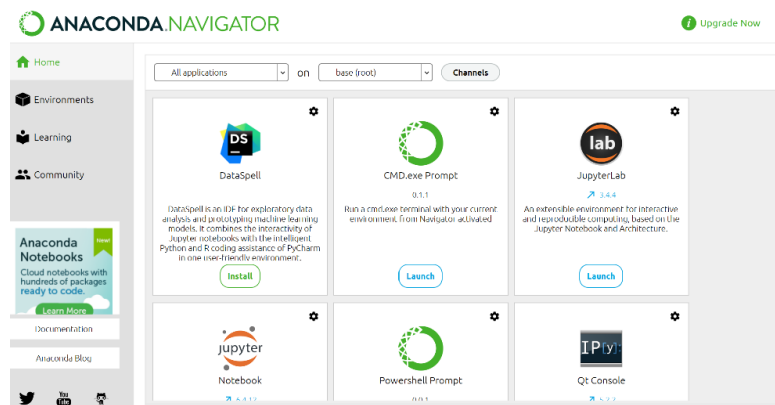 ANACONDA.NAVIGATOR
i Upgrade Now
Home
Environments
Learning
Community
Anaconda Notebooks
New!
Cloud notebooks with
hundreds of packages
ready to code.
Learn More
Documentation
Anaconda Blog
You Tube
All applications on base (root) Channels
DS
DataSpell
DataSpell is an IDE for exploratory data
analysis and prototyping machine learning
models. It combines the interactivity of
Jupyter notebooks with the intelligent
Python and R coding assistance of PyCharm
in one user-friendly environment.
Install
CMD.exe Prompt
0.1.1
Run a cmd.exe terminal with your current
environment from Navigator activated
Launch
lab
JupyterLab
3.4.4
An extensible environment for interactive
and reproducible computing, based on the
Jupyter Notebook and Architecture.
Launch
jupyter
Notebook
Powershell Prompt
IP[y]:
Qt Console